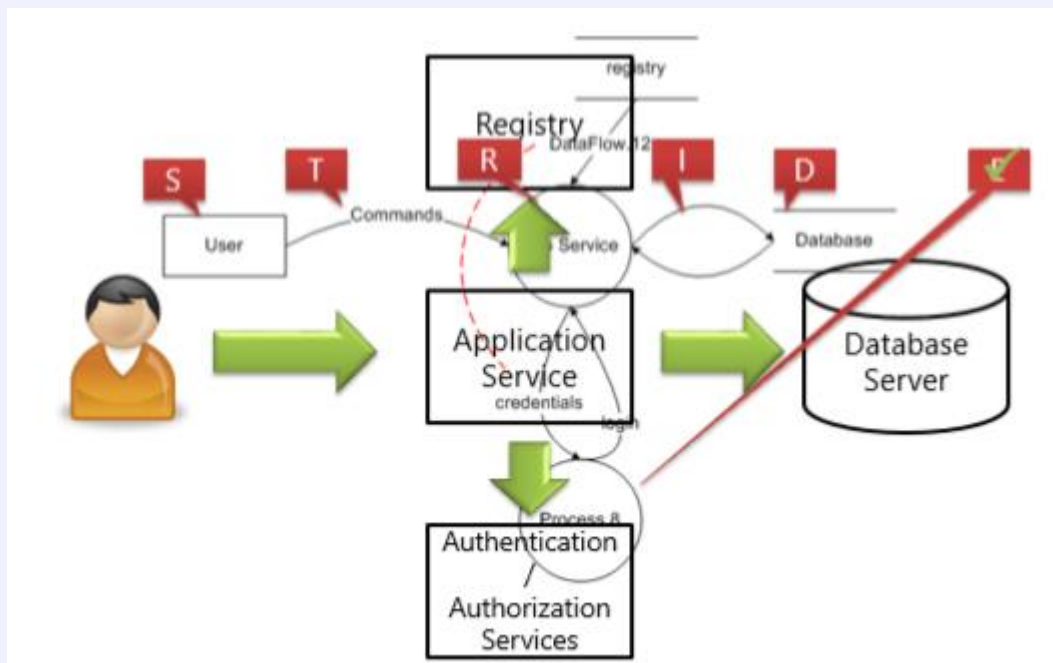 registry
Registry
DataFlow.12
S
T
R
I
D
E
Commands
User
Service
Database
Application
Service
Database
Server
credentials
login
Process 8
Authentication
/
Authorization
Services